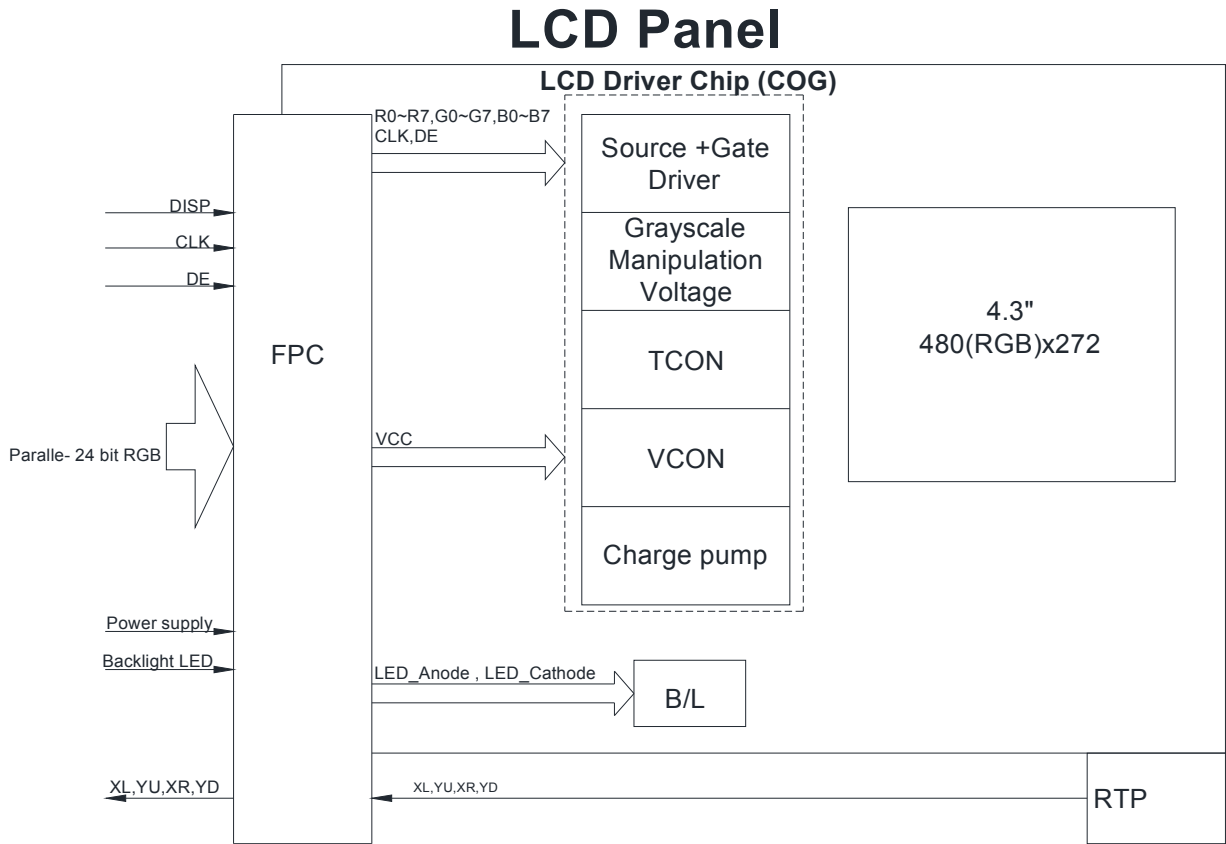 LCD Panel
LCD Driver Chip (COG)
R0~R7,G0~G7,B0~B7
CLK,DE
Source +Gate
Driver
DISP
Grayscale
Manipulation
Voltage
CLK
DE
4.3"
480(RGB)x272
FPC
TCON
VCC
Paralle- 24 bit RGB
VCON
Charge pump
Power supply
Backlight LED
LED_Anode , LED_Cathode
B/L
XL,YU,XR,YD
XL,YU,XR,YD
RTP